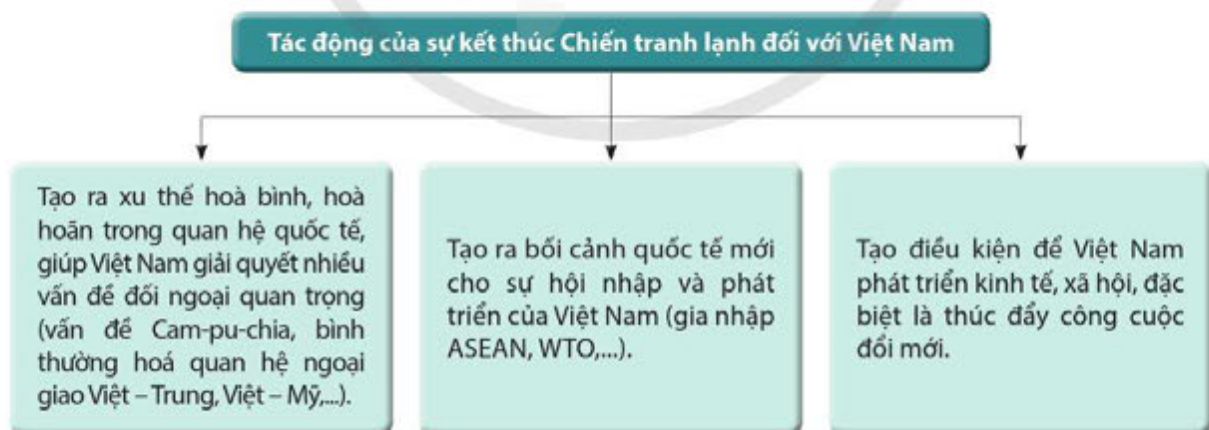 Tác động của sự kết thúc Chiến tranh lạnh đối với Việt Nam
Tạo ra xu thế hoà bình, hoà
hoãn trong quan hệ quốc tế,
giúp Việt Nam giải quyết nhiều
vấn đề đối ngoại quan trọng
(vấn đề Cam-pu-chia, bình
thường hoá quan hệ ngoại
giao Việt – Trung, Việt – Mỹ,...).
Tạo ra bối cảnh quốc tế mới
cho sự hội nhập và phát
triển của Việt Nam (gia nhập
ASEAN, WTO,...).
Tạo điều kiện để Việt Nam
phát triển kinh tế, xã hội, đặc
biệt là thúc đẩy công cuộc
đổi mới.